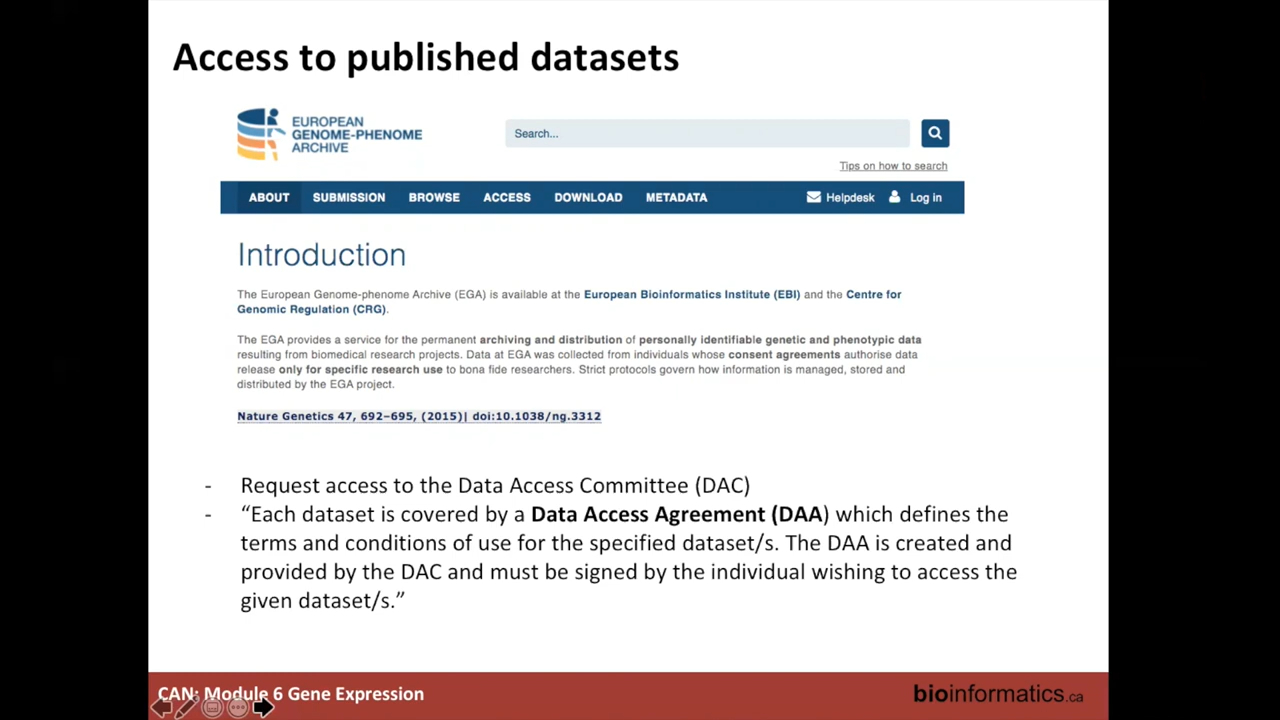 Access to published datasets
EUROPEAN
GENOME-PHENOME
ARCHIVE
Search...
Tips on how to search
ABOUT SUBMISSION BROWSE ACCESS DOWNLOAD METADATA Helpdesk Log in
Introduction
The European Genome-phenome Archive (EGA) is available at the European Bioinformatics Institute (EBI) and the Centre for
Genomic Regulation (CRG).
The EGA provides a service for the permanent archiving and distribution of personally identifiable genetic and phenotypic data
resulting from biomedical research projects. Data at EGA was collected from individuals whose consent agreements authorise data
release only for specific research use to bona fide researchers. Strict protocols govern how information is managed, stored and
distributed by the EGA project.
Nature Genetics 47, 692–695, (2015)| doi:10.1038/ng.3312
- Request access to the Data Access Committee (DAC)
- “Each dataset is covered by a Data Access Agreement (DAA) which defines the
terms and conditions of use for the specified dataset/s. The DAA is created and
provided by the DAC and must be signed by the individual wishing to access the
given dataset/s.”
CAN: Module 6 Gene Expression
bioinformatics.ca